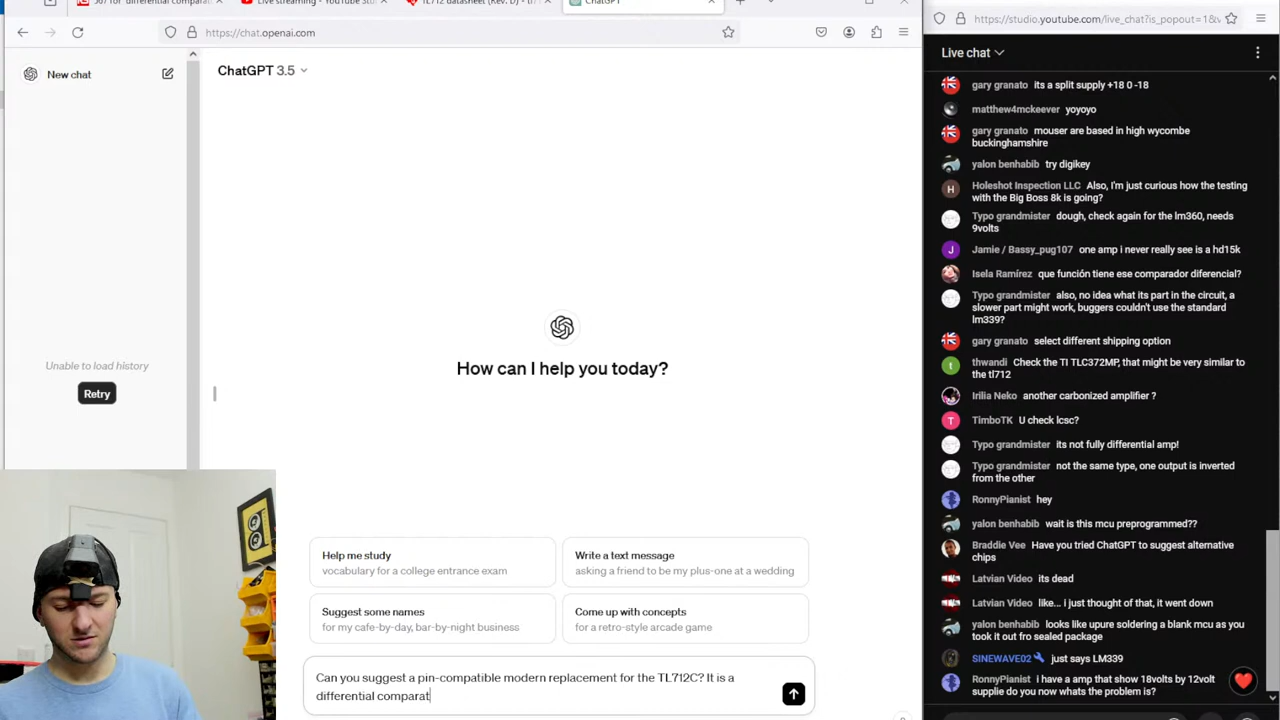 567 for "differential comparat
Live streaming - YouTube Stu
TL712 datasheet (Rev. D) - ti
ChatGPT
https://chat.openai.com
https://studio.youtube.com/live_chat?is_popout=1&v
New chat
ChatGPT 3.5
Unable to load history
Retry
How can I help you today?
Help me study
vocabulary for a college entrance exam
Write a text message
asking a friend to be my plus-one at a wedding
Suggest some names
for my cafe-by-day, bar-by-night business
Come up with concepts
for a retro-style arcade game
Can you suggest a pin-compatible modern replacement for the TL712C? It is a
differential comparat
Live chat
gary granato its a split supply +18 0 -18
matthew4mckeever yoyoyo
gary granato mouser are based in high wycombe
buckinghamshire
yalon benhabib try digikey
Holeshot Inspection LLC Also, I'm just curious how the testing
with the Big Boss 8k is going?
Typo grandmister dough, check again for the lm360, needs
9volts
Jamie / Bassy_pug107 one amp i never really see is a hd15k
Isela Ramírez que función tiene ese comparador diferencial?
Typo grandmister also, no idea what its part in the circuit, a
slower part might work, buggers couldn't use the standard
lm339?
gary granato select different shipping option
thwandi Check the TI TLC372MP, that might be very similar to
the tl712
Irilia Neko another carbonized amplifier ?
TimboTK U check lcsc?
Typo grandmister its not fully differential amp!
Typo grandmister not the same type, one output is inverted
from the other
RonnyPianist hey
yalon benhabib wait is this mcu preprogrammed??
Braddie Vee Have you tried ChatGPT to suggest alternative
chips
Latvian Video its dead
Latvian Video like... i just thought of that, it went down
yalon benhabib looks like upure soldering a blank mcu as you
took it out fro sealed package
SINEWAVE02 just says LM339
RonnyPianist i have a amp that show 18volts by 12volt
supplie do you now whats the problem is?